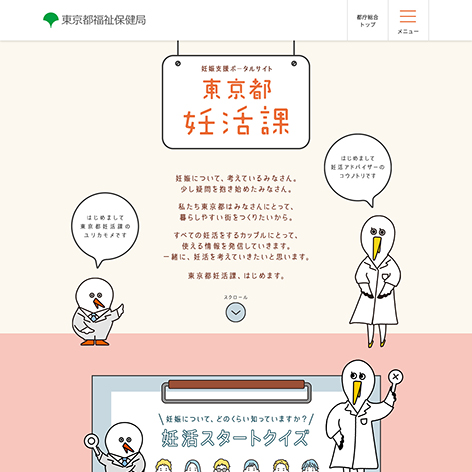 東京都福祉保健局
都庁総合
トップ
メニュー
妊娠支援ポータルサイト
東京都
妊活課
はじめまして
妊活アドバイザーの
コウノトリです
妊娠について、考えているみなさん。
少し疑問を抱き始めたみなさん。
私たち東京都はみなさんにとって、
暮らしやすい街をつくりたいから。
すべての妊活をするカップルにとって、
使える情報を発信していきます。
一緒に、妊活を考えていきたいと思います。
東京都妊活課、はじめます。
はじめまして
東京都妊活課の
ユリカモメです
スクロール
妊娠について、どのくらい知っていますか？
妊活スタートクイズ